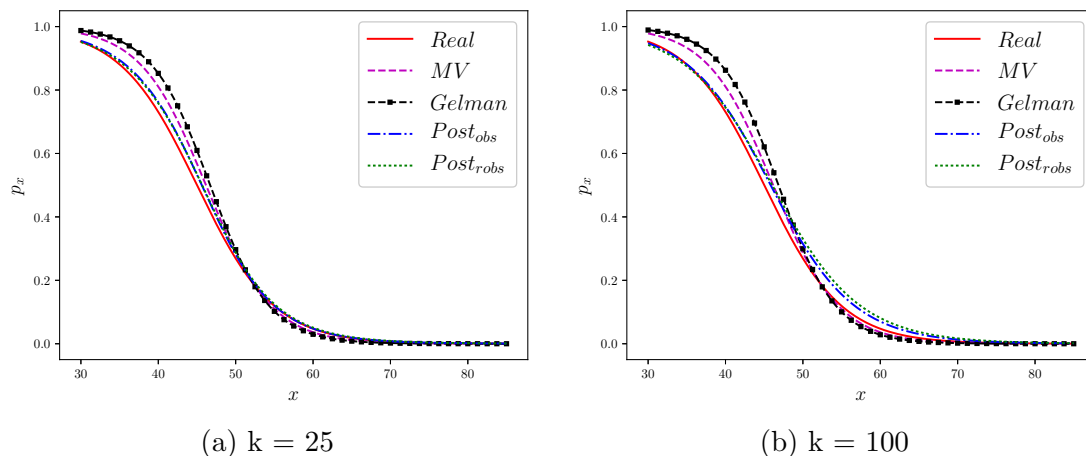 1.0
0.8
0.6
0.4
0.2
0.0
p_x
30 40 50 60 70 80
x
Real
MV
Gelman
Post_obs
Post_robs
(a) k = 25
1.0
0.8
0.6
0.4
0.2
0.0
p_x
30 40 50 60 70 80
x
Real
MV
Gelman
Post_obs
Post_robs
(b) k = 100